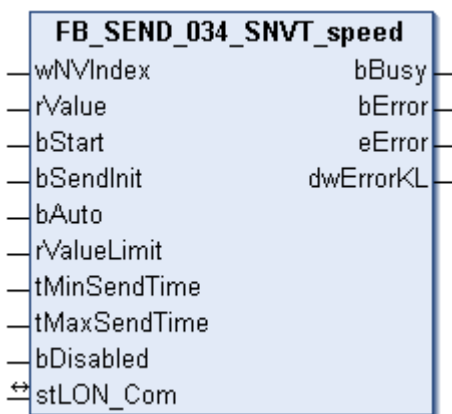 FB_SEND_034_SNVT_speed
wNVIndex bBusy
rValue bError
bStart eError
bSendInit dwErrorKL
bAuto
rValueLimit
tMinSendTime
tMaxSendTime
bDisabled
stLON_Com